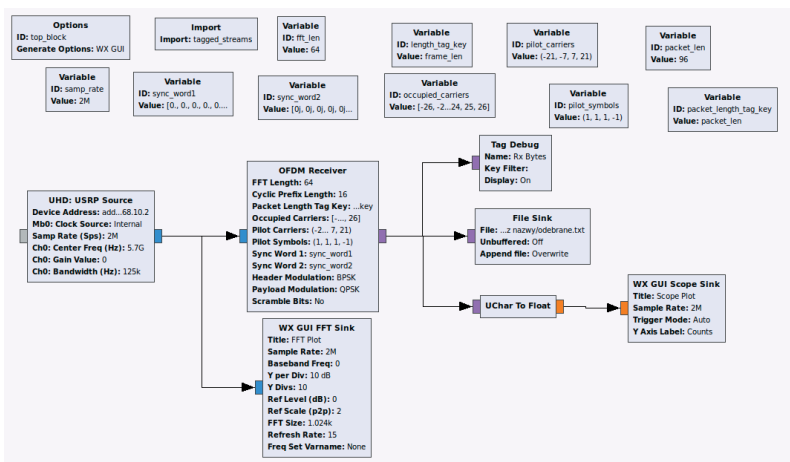 Options
ID: top_block
Generate Options: WX GUI
Import
Import: tagged_streams
Variable
ID: fft_len
Value: 64
Variable
ID: length_tag_key
Value: frame_len
Variable
ID: pilot_carriers
Value: (-21, -7, 7, 21)
Variable
ID: packet_len
Value: 96
Variable
ID: samp_rate
Value: 2M
Variable
ID: sync_word1
Value: [0., 0., 0., 0., 0....
Variable
ID: sync_word2
Value: [0j, 0j, 0j, 0j, 0j...
Variable
ID: occupied_carriers
Value: [-26, -2...24, 25, 26]
Variable
ID: pilot_symbols
Value: (1, 1, 1, -1)
Variable
ID: packet_length_tag_key
Value: packet_len
UHD: USRP Source
Device Address: add...68.10.2
Mb0: Clock Source: Internal
Samp Rate (Sps): 2M
Ch0: Center Freq (Hz): 5.7G
Ch0: Gain Value: 0
Ch0: Bandwidth (Hz): 125k
OFDM Receiver
FFT Length: 64
Cyclic Prefix Length: 16
Packet Length Tag Key: ...key
Occupied Carriers: [-..., 26]
Pilot Carriers: (-2... 7, 21)
Pilot Symbols: (1, 1, 1, -1)
Sync Word 1: sync_word1
Sync Word 2: sync_word2
Header Modulation: BPSK
Payload Modulation: QPSK
Scramble Bits: No
Tag Debug
Name: Rx Bytes
Key Filter:
Display: On
File Sink
File: ...z nazwy/odebrane.txt
Unbuffered: Off
Append file: Overwrite
UChar To Float
WX GUI Scope Sink
Title: Scope Plot
Sample Rate: 2M
Trigger Mode: Auto
Y Axis Label: Counts
WX GUI FFT Sink
Title: FFT Plot
Sample Rate: 2M
Baseband Freq: 0
Y per Div: 10 dB
Y Divs: 10
Ref Level (dB): 0
Ref Scale (p2p): 2
FFT Size: 1.024k
Refresh Rate: 15
Freq Set Varname: None